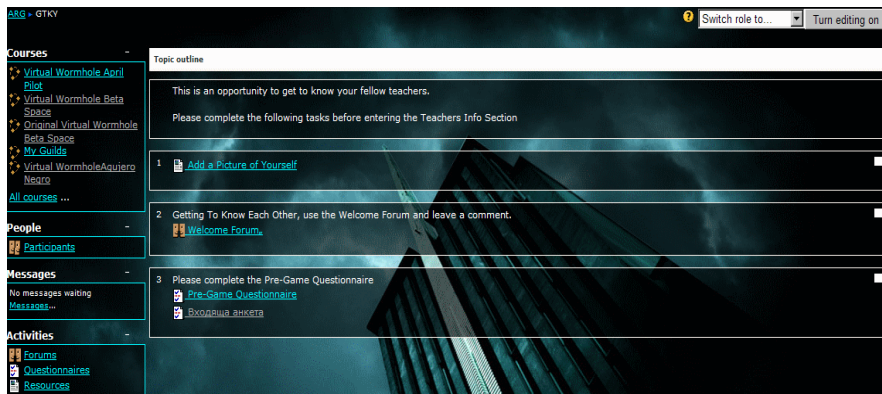 ARG ► GTKY
Switch role to...
Turn editing on
Courses -
Virtual Wormhole April
Pilot
Virtual Wormhole Beta
Space
Original Virtual Wormhole
Beta Space
My Guilds
Virtual WormholeAgujero
Negro
All courses ...
People -
Participants
Messages -
No messages waiting
Messages...
Activities -
Forums
Questionnaires
Resources
Topic outline
This is an opportunity to get to know your fellow teachers.
Please complete the following tasks before entering the Teachers Info Section
1 Add a Picture of Yourself
2 Getting To Know Each Other, use the Welcome Forum and leave a comment.
Welcome Forum.
3 Please complete the Pre-Game Questionnaire
Pre-Game Questionnaire
Входяща анкета